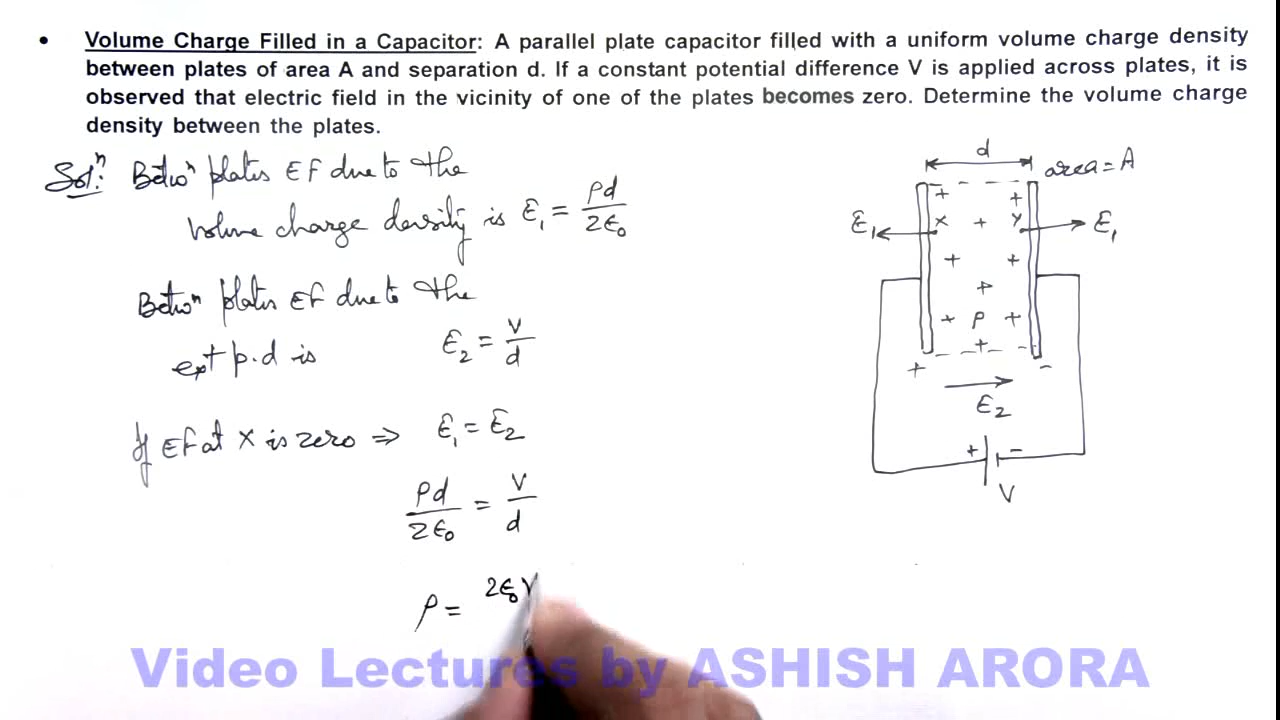 • Volume Charge Filled in a Capacitor: A parallel plate capacitor filled with a uniform volume charge density
between plates of area A and separation d. If a constant potential difference V is applied across plates, it is
observed that electric field in the vicinity of one of the plates becomes zero. Determine the volume charge
density between the plates.
Solⁿ: Betwⁿ plates EF due to the
volume charge density is E₁ = ρd/2ε₀
Betwⁿ plates EF due to the
ext p.d is E₂ = V/d
If EF at X is zero ⇒ E₁ = E₂
ρd/2ε₀ = V/d
ρ = 2ε₀V
d
area = A
+ +
E₁ X + Y E₁
+ +
+
+ ρ +
+
+ -
E₂
+ -
V
Video Lectures by ASHISH ARORA